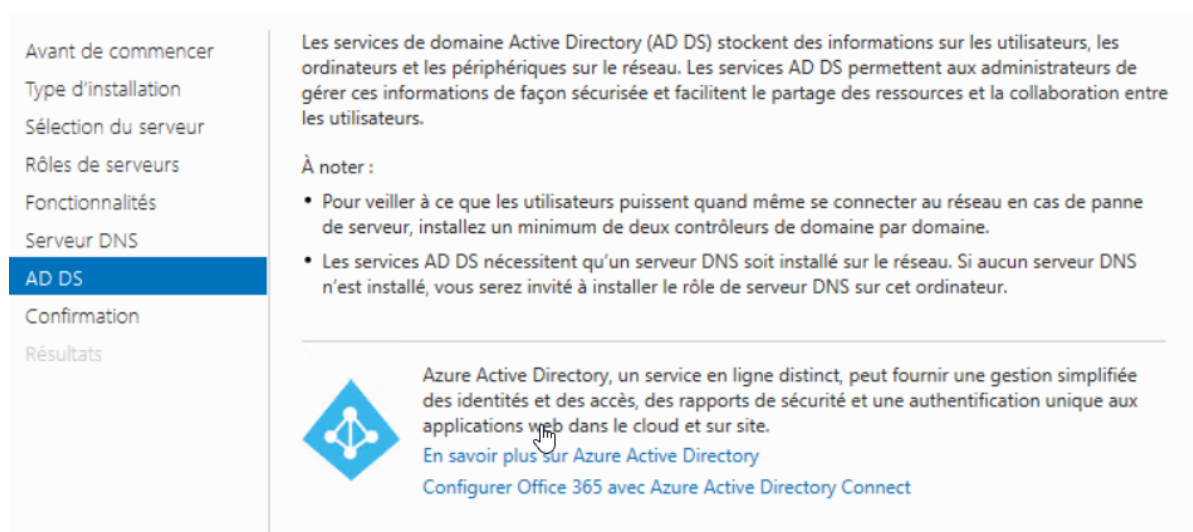 Avant de commencer
Type d'installation
Sélection du serveur
Rôles de serveurs
Fonctionnalités
Serveur DNS
AD DS
Confirmation
Résultats
Les services de domaine Active Directory (AD DS) stockent des informations sur les utilisateurs, les
ordinateurs et les périphériques sur le réseau. Les services AD DS permettent aux administrateurs de
gérer ces informations de façon sécurisée et facilitent le partage des ressources et la collaboration entre
les utilisateurs.
À noter :
• Pour veiller à ce que les utilisateurs puissent quand même se connecter au réseau en cas de panne
de serveur, installez un minimum de deux contrôleurs de domaine par domaine.
• Les services AD DS nécessitent qu'un serveur DNS soit installé sur le réseau. Si aucun serveur DNS
n'est installé, vous serez invité à installer le rôle de serveur DNS sur cet ordinateur.
Azure Active Directory, un service en ligne distinct, peut fournir une gestion simplifiée
des identités et des accès, des rapports de sécurité et une authentification unique aux
applications web dans le cloud et sur site.
En savoir plus sur Azure Active Directory
Configurer Office 365 avec Azure Active Directory Connect